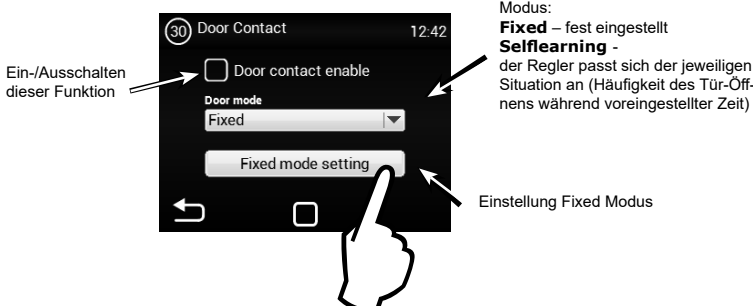 Modus:
Fixed – fest eingestellt
Selflearning -
der Regler passt sich der jeweiligen
Situation an (Häufigkeit des Tür-Öff-
nens während voreingestellter Zeit)
30 Door Contact 12:42
Ein-/Ausschalten
dieser Funktion
Door contact enable
Door mode
Fixed
Fixed mode setting
Einstellung Fixed Modus